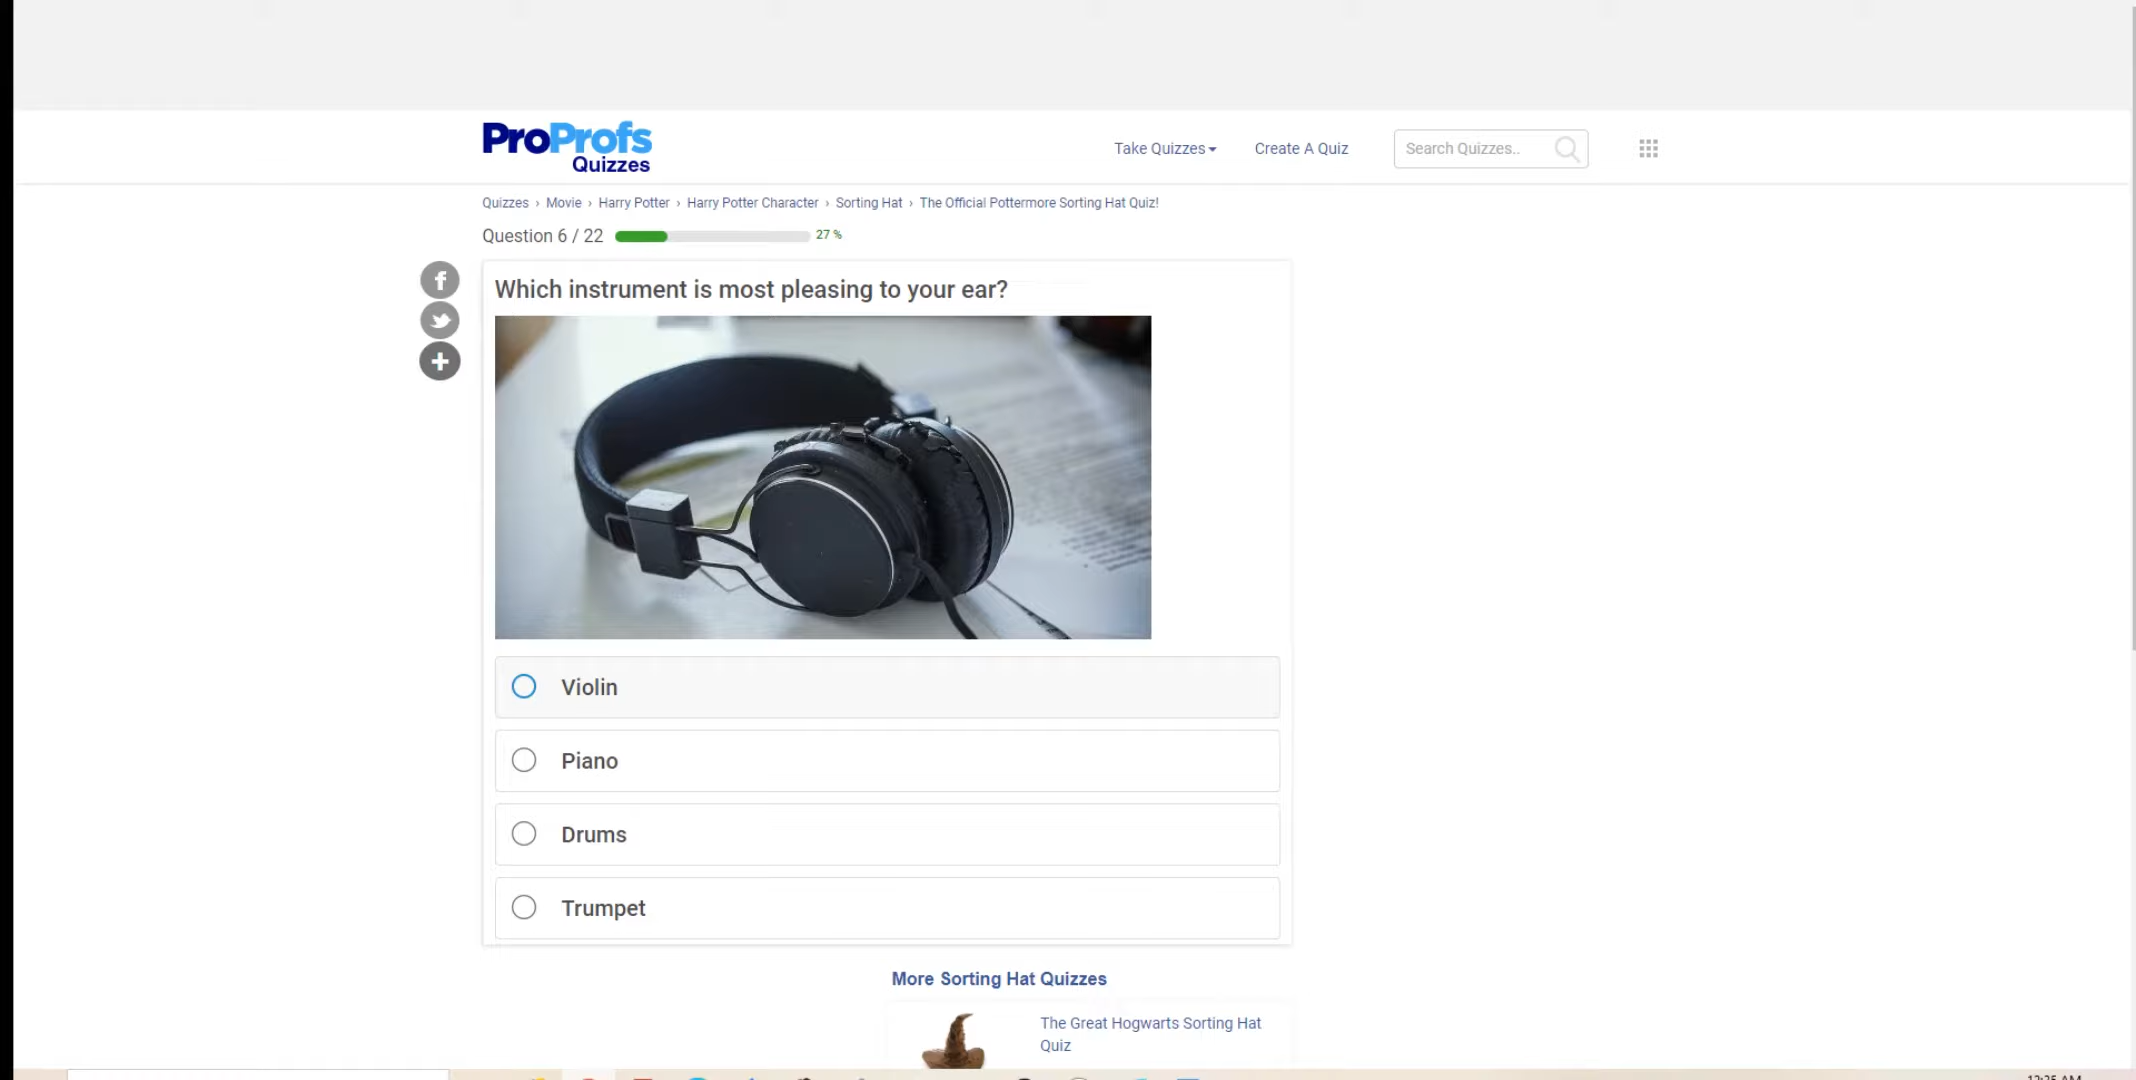 ProProfs
Quizzes
Take Quizzes
Create A Quiz
Search Quizzes..
Quizzes › Movie › Harry Potter › Harry Potter Character › Sorting Hat › The Official Pottermore Sorting Hat Quiz!
Question 6 / 22
27 %
Which instrument is most pleasing to your ear?
Violin
Piano
Drums
Trumpet
More Sorting Hat Quizzes
The Great Hogwarts Sorting Hat
Quiz